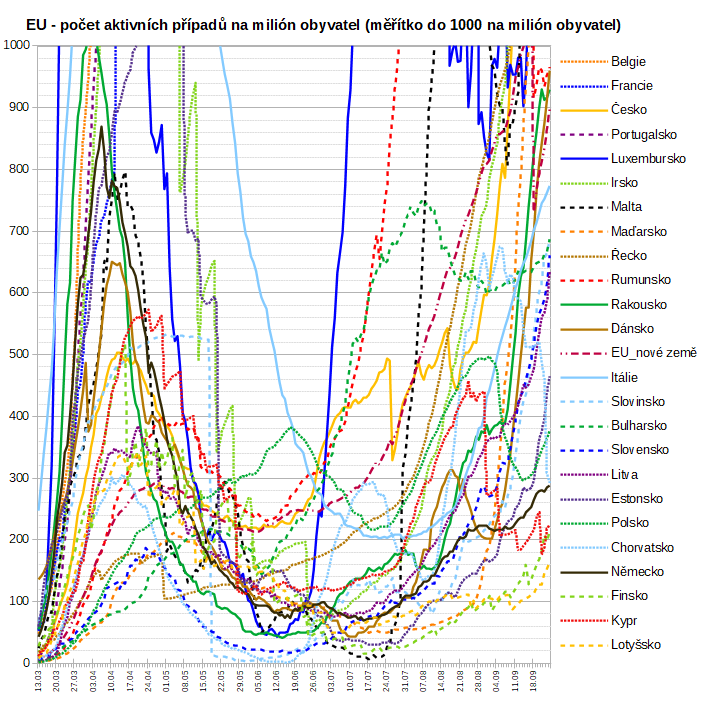 EU - počet aktivních případů na milión obyvatel (měřítko do 1000 na milión obyvatel)
1000
900
800
700
600
500
400
300
200
100
0
13.03
20.03
27.03
03.04
10.04
17.04
24.04
01.05
08.05
15.05
22.05
29.05
05.06
12.06
19.06
26.06
03.07
10.07
17.07
24.07
31.07
07.08
14.08
21.08
28.08
04.09
11.09
18.09
Belgie
Francie
Česko
Portugalsko
Luxembursko
Irsko
Malta
Maďarsko
Řecko
Rumunsko
Rakousko
Dánsko
EU_nové země
Itálie
Slovinsko
Bulharsko
Slovensko
Litva
Estonsko
Polsko
Chorvatsko
Německo
Finsko
Kypr
Lotyšsko